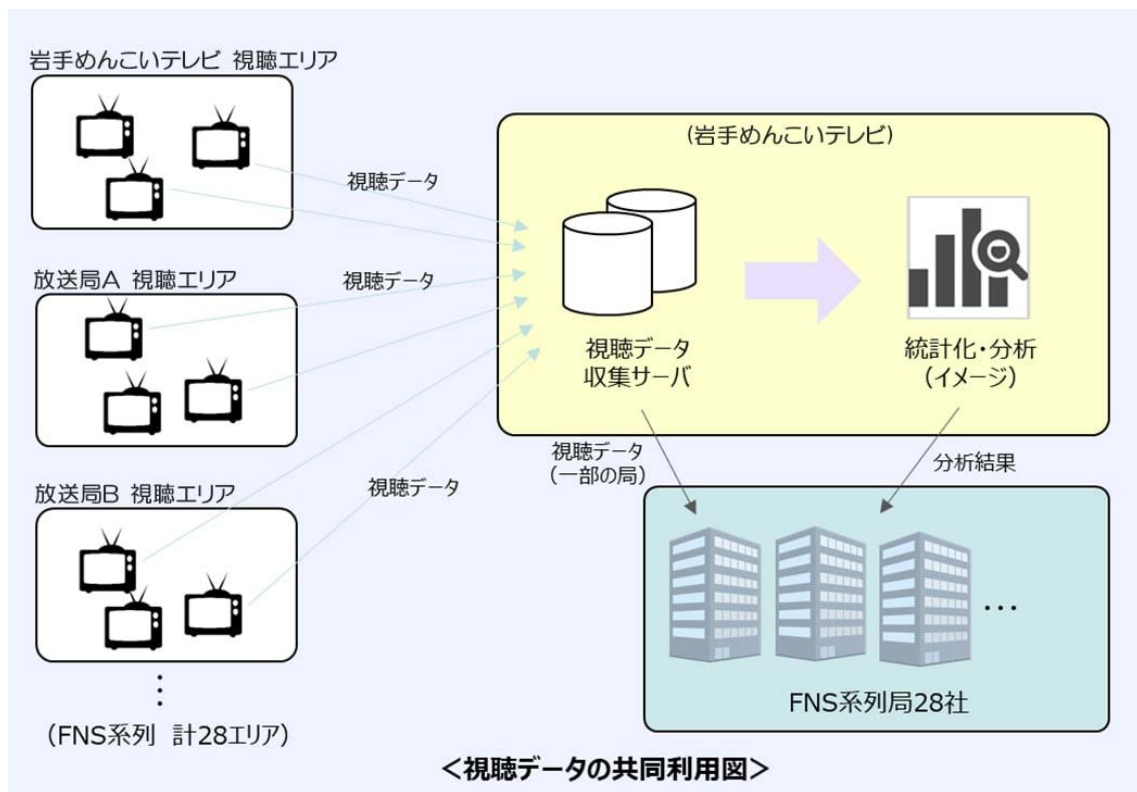 岩手めんこいテレビ 視聴エリア
視聴データ
放送局A 視聴エリア
視聴データ
放送局B 視聴エリア
視聴データ
⋮
(FNS系列 計28エリア)
(岩手めんこいテレビ)
視聴データ
収集サーバ
統計化・分析
(イメージ)
視聴データ
(一部の局)
分析結果
…
FNS系列局28社
<視聴データの共同利用図>